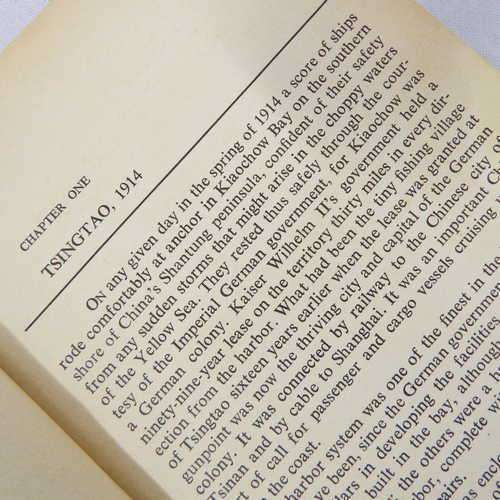 CHAPTER ONE
TSINGTAO, 1914
ON any given day in the spring of 1914 a score of ships
rode comfortably at anchor in Kiaochow Bay on the southern
shore of China's Shantung peninsula, confident of their safety
from any sudden storms that might arise in the choppy waters
of the Yellow Sea. They rested thus safely through the cour-
tesy of the Imperial German government, for Kiaochow was
a German colony. Kaiser Wilhelm II's government held a
ninety-nine-year lease on the territory thirty miles in every dir-
ection from the harbor. What had been the tiny fishing village
of Tsingtao sixteen years earlier when the lease was granted at
gunpoint was now the thriving city and capital of the German
colony. It was connected by railway to the Chinese city of
Tsinan and by cable to Shanghai. It was an important
of call for passenger and cargo vessels cruising
the coast.
harbor system was one of the finest in the
been, since the German
in developing the facilities
built in the bay, although
the others were a
complete